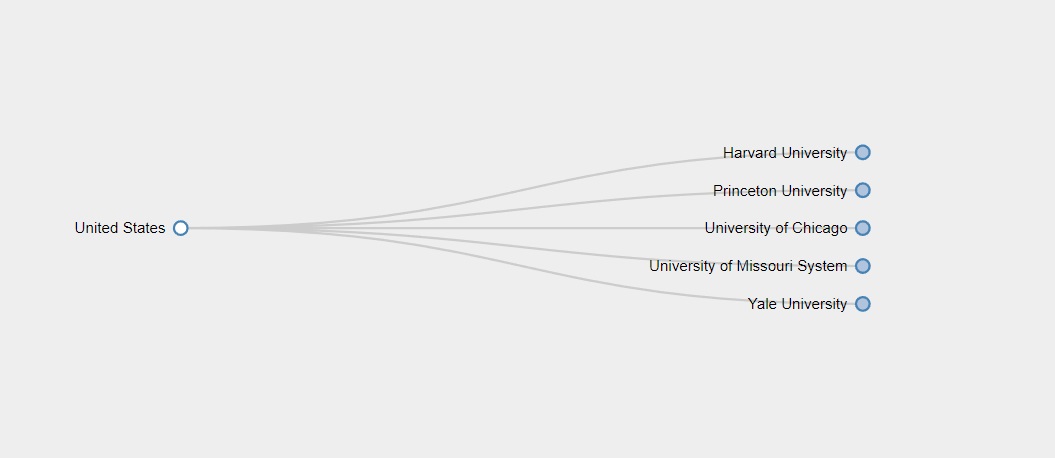 United States
Harvard University
Princeton University
University of Chicago
University of Missouri System
Yale University